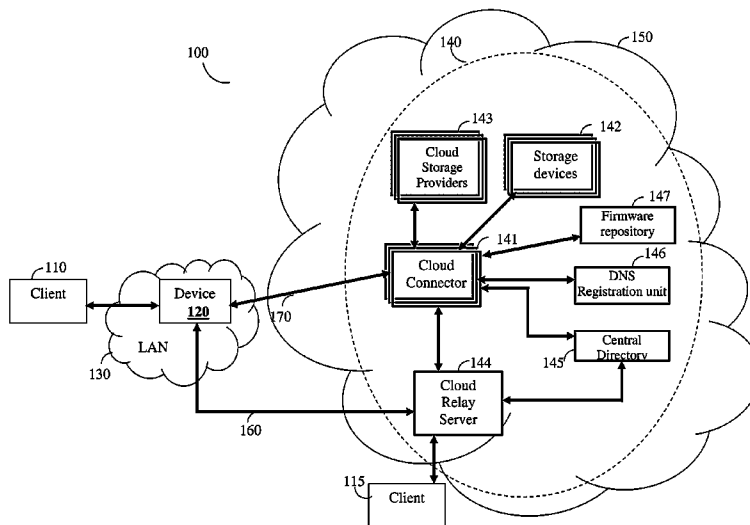 100
140
150
143
Cloud
Storage
Providers
142
Storage
devices
147
Firmware
repository
141
Cloud
Connector
146
DNS
Registration unit
110
Client
Device
120
LAN
130
170
145
Central
Directory
144
Cloud
Relay
Server
160
115
Client